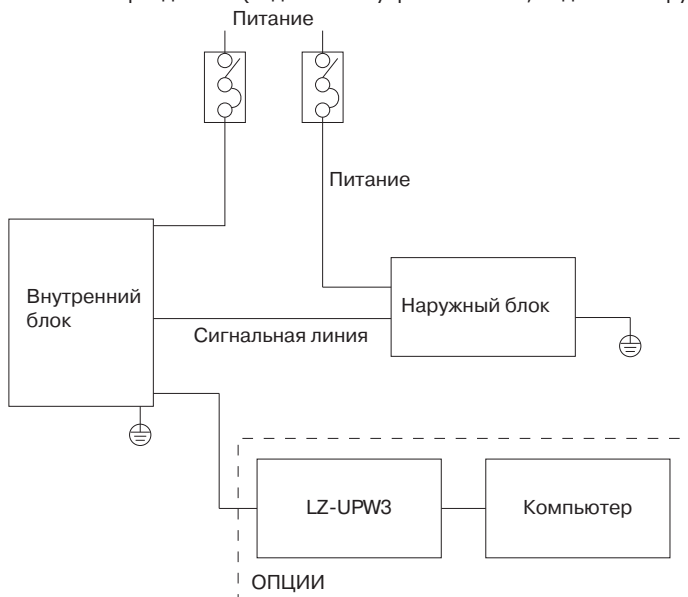 Питание
Питание
Внутренний
блок
Наружный блок
Сигнальная линия
LZ-UPW3
Компьютер
ОПЦИИ